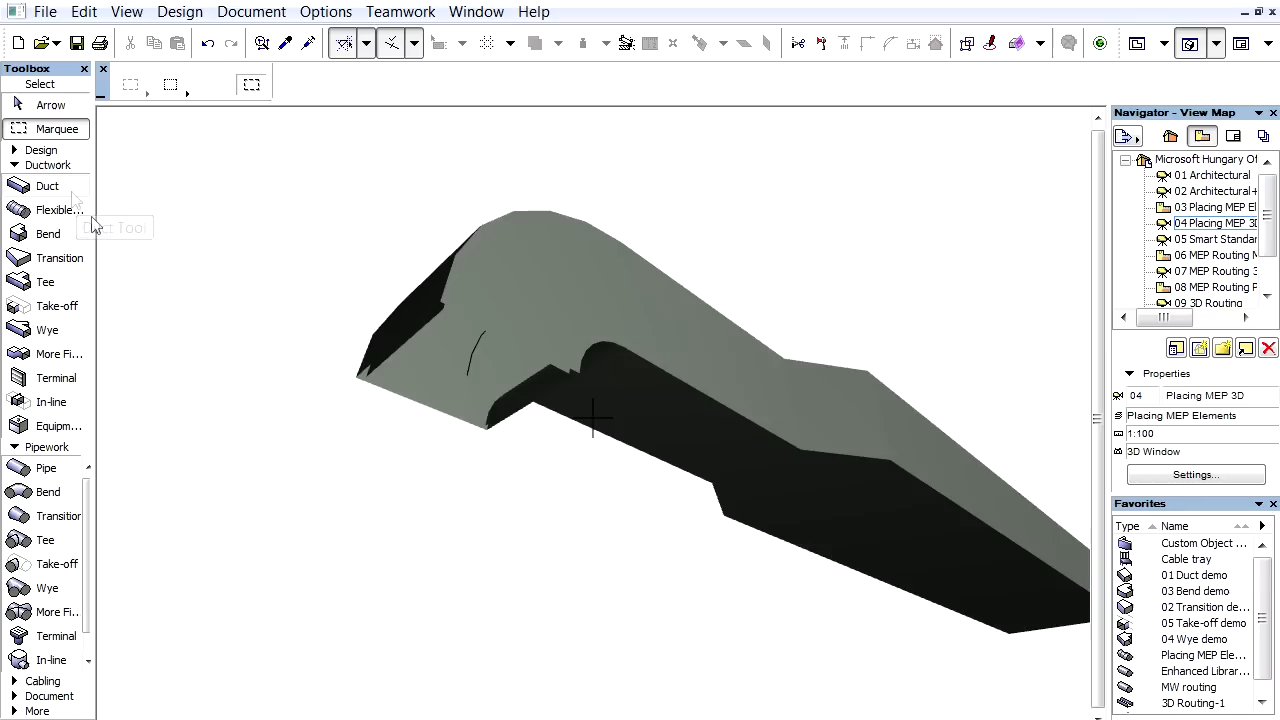 File Edit View Design Document Options Teamwork Window Help
Toolbox
Select
Arrow
Marquee
Design
Ductwork
Duct
Flexible...
Duct Tool
Bend
Transition
Tee
Take-off
Wye
More Fi...
Terminal
In-line
Equipm...
Pipework
Pipe
Bend
Transition
Tee
Take-off
Wye
More Fi...
Terminal
In-line
Cabling
Document
More
Navigator - View Map
Microsoft Hungary Of
01 Architectural
02 Architectural+
03 Placing MEP El
04 Placing MEP 3D
05 Smart Standar
06 MEP Routing M
07 MEP Routing 3
08 MEP Routing P
09 3D Routing
Properties
04 Placing MEP 3D
Placing MEP Elements
1:100
3D Window
Settings...
Favorites
Type Name
Custom Object ...
Cable tray
01 Duct demo
03 Bend demo
02 Transition de...
05 Take-off demo
04 Wye demo
Placing MEP Ele...
Enhanced Librar...
MW routing
3D Routing-1